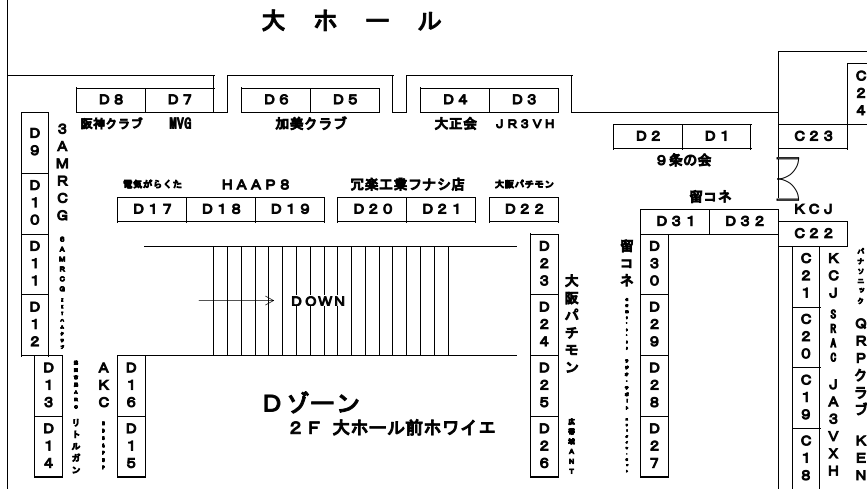 大ホール
D8 D7
D6 D5
D4 D3
阪神クラブ MVG
加美クラブ
大正会 JR3VH
D2 D1
9条の会
C24
C23
D9
D10
D11
D12
3AMRCG
電気がらくた
HAAP8
冗楽工業フナシ店
大阪パチモン
D17 D18 D19
D20 D21
D22
留コネ
D31 D32
KCJ
C22
DOWN
D23
D24
D25
D26
大阪パチモン
広帯域ANT
留コネ
D30
D29
D28
D27
C21
C20
C19
C18
KCJ
SRAC
JA3VXH
パナソニック
QRPクラブ
KEN
D13
D14
リトルガン
AKC
D16
D15
Dゾーン
2F 大ホール前ホワイエ